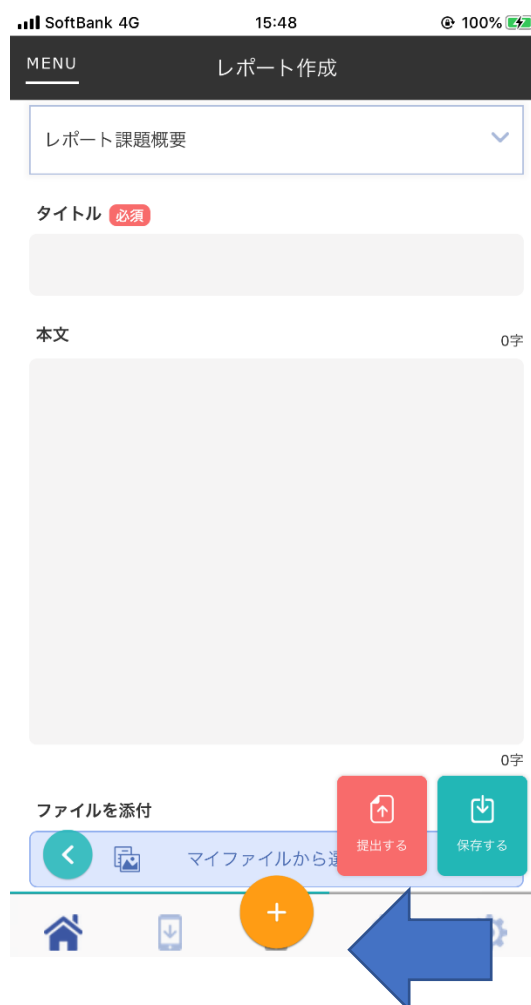 SoftBank 4G 15:48 100%
MENU レポート作成
レポート課題概要
タイトル 必須
本文 0字
0字
ファイルを添付
提出する 保存する
マイファイルから